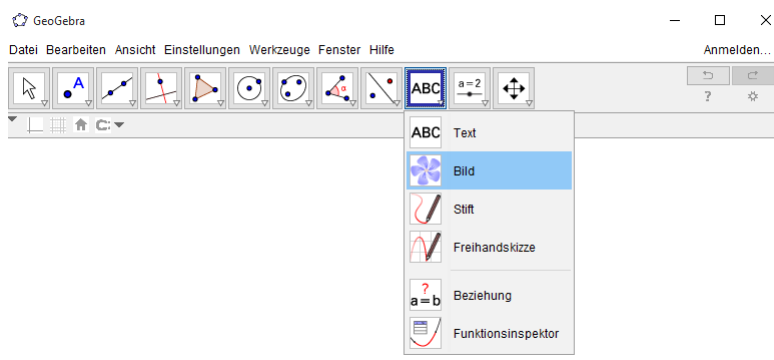 GeoGebra
Datei Bearbeiten Ansicht Einstellungen Werkzeuge Fenster Hilfe Anmelden...
A α ABC a=2 ?
ABC Text
Bild
Stift
Freihandskizze
? a=b Beziehung
Funktionsinspektor